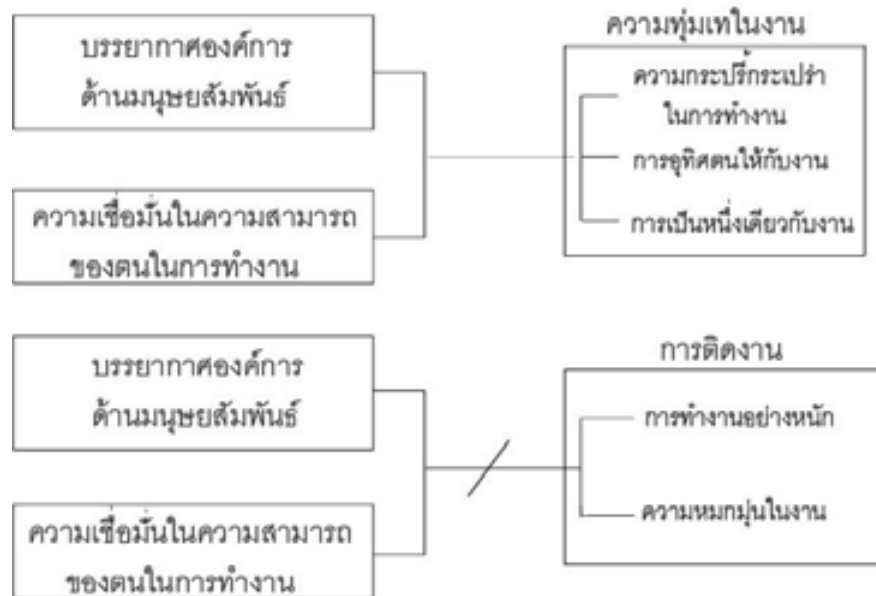 บรรยากาศองค์การ
ด้านมนุษยสัมพันธ์
ความเชื่อมั่นในความสามารถ
ของตนในการทำงาน
ความทุ่มเทในงาน
ความกระปรี้กระเปร่า
ในการทำงาน
การอุทิศตนให้กับงาน
การเป็นหนึ่งเดียวกับงาน
บรรยากาศองค์การ
ด้านมนุษยสัมพันธ์
ความเชื่อมั่นในความสามารถ
ของตนในการทำงาน
การติดงาน
การทำงานอย่างหนัก
ความหมกมุ่นในงาน